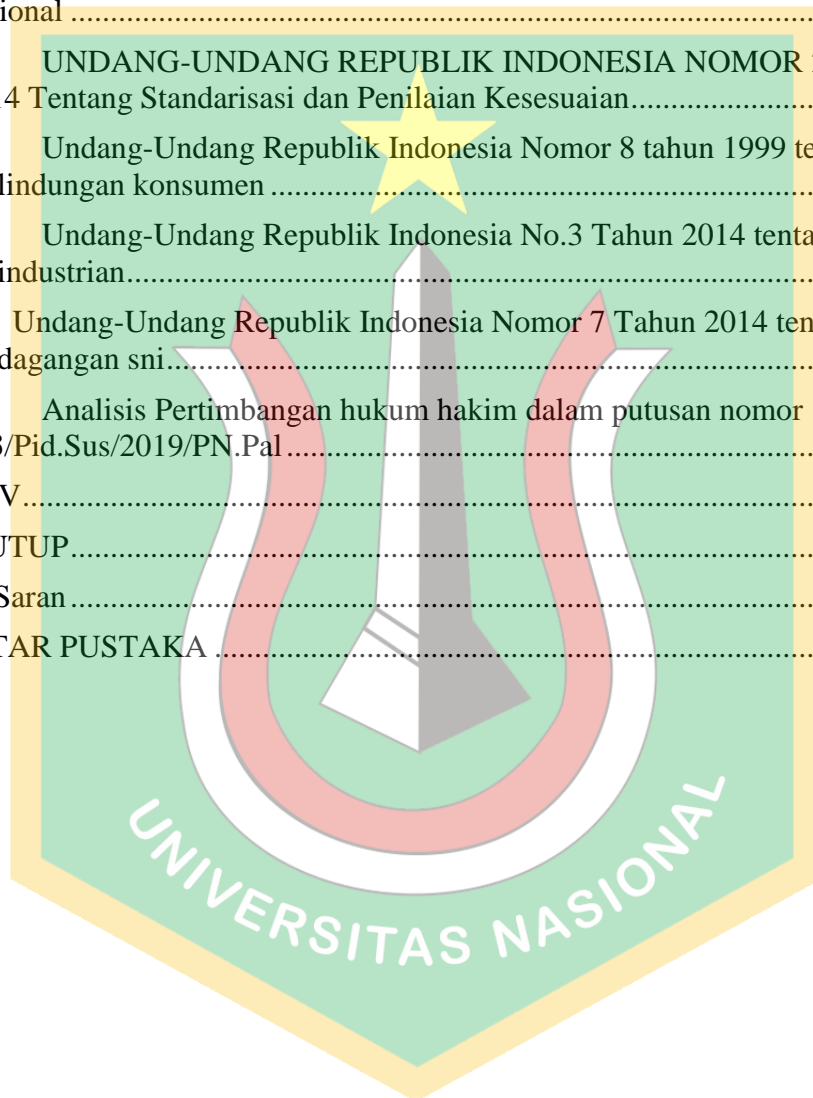 ional ........................................................................................................
UNDANG-UNDANG REPUBLIK INDONESIA NOMOR
4 Tentang Standarisasi dan Penilaian Kesesuaian........................
Undang-Undang Republik Indonesia Nomor 8 tahun 1999 te
lindungan konsumen ........................................................................
Undang-Undang Republik Indonesia No.3 Tahun 2014 tenta
industrian..........................................................................................
Undang-Undang Republik Indonesia Nomor 7 Tahun 2014 ten
dagangan sni....................................................................................
Analisis Pertimbangan hukum hakim dalam putusan nomor
/Pid.Sus/2019/PN.Pal ......................................................................
V........................................................................................................
UTUP..................................................................................................
Saran ..................................................................................................
TAR PUSTAKA ..............................................................................
UNIVERSITAS NASIONAL